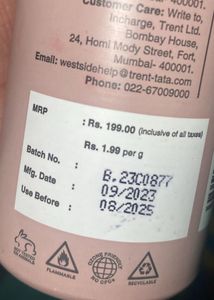 400001.
Customer Care: Write to,
Incharge, Trent Ltd.
Bombay House,
24, Homi Mody Street, Fort,
Mumbai- 400001.
Email: westsidehelp@trent-tata.com
Phone: 022-67009000
MRP : Rs. 199.00 (inclusive of all taxes)
: Rs. 1.99 per g
Batch No. : B.23C0877
Mfg. Date : 09/2023
Use Before : 08/2025
FLAMMABLE
OZONE FRIENDLY
NO CFCs
RECYCLABLE